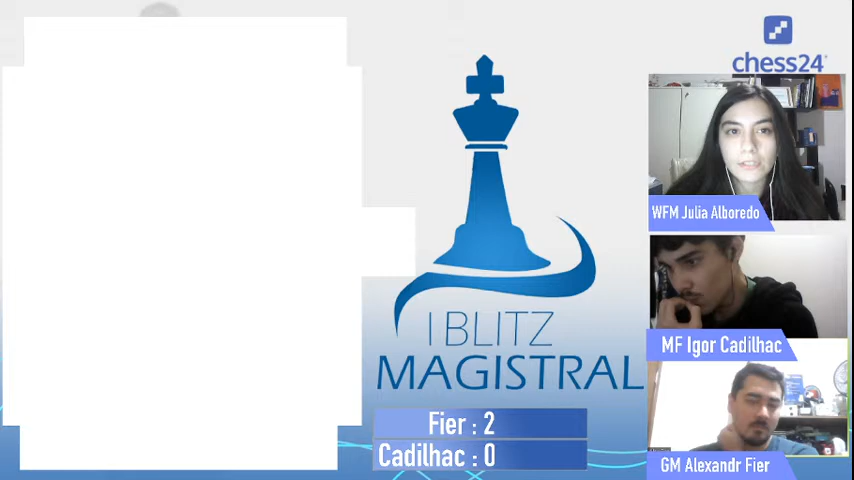 chess24
WFM Julia Alboredo
MF Igor Cadilhac
I BLITZ
MAGISTRAL
Fier : 2
Cadilhac : 0
GM Alexandr Fier